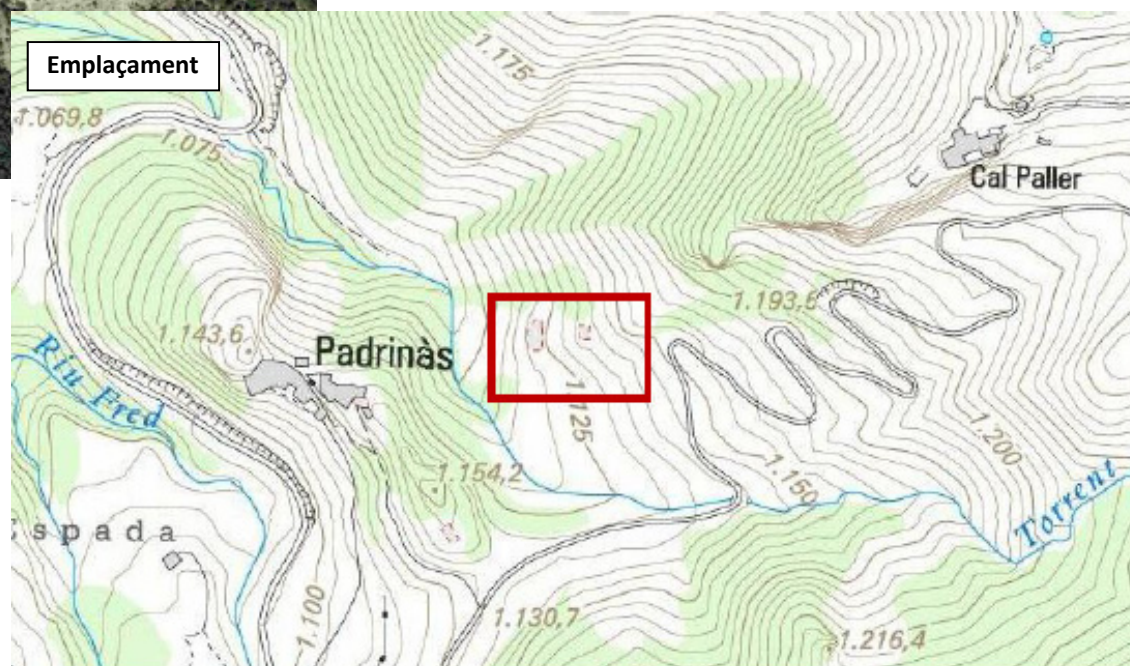 Emplaçament
1.175
1.069,8
1.075
Cal Paller
1.193,6
1.143,6
Padrinàs
Riu Fred
1.125
1.200
1.154,2
1.150
Torrent
spada
1.100
1.130,7
1.216,4